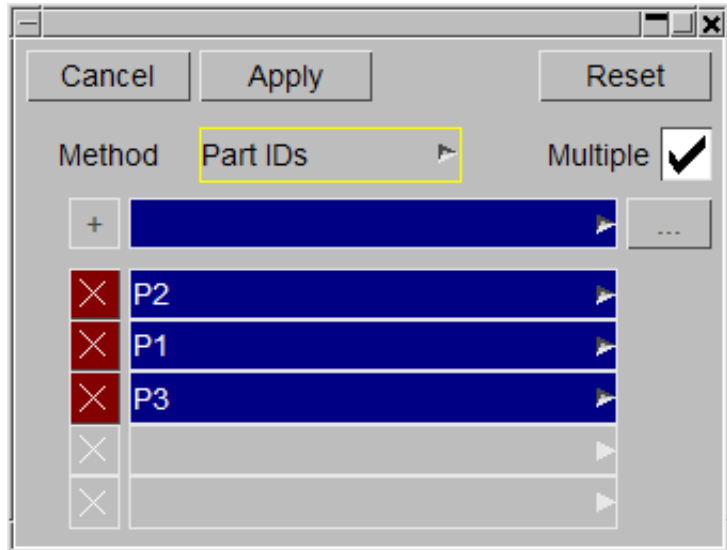 Cancel Apply Reset
Method Part IDs Multiple
+ ...
P2
P1
P3